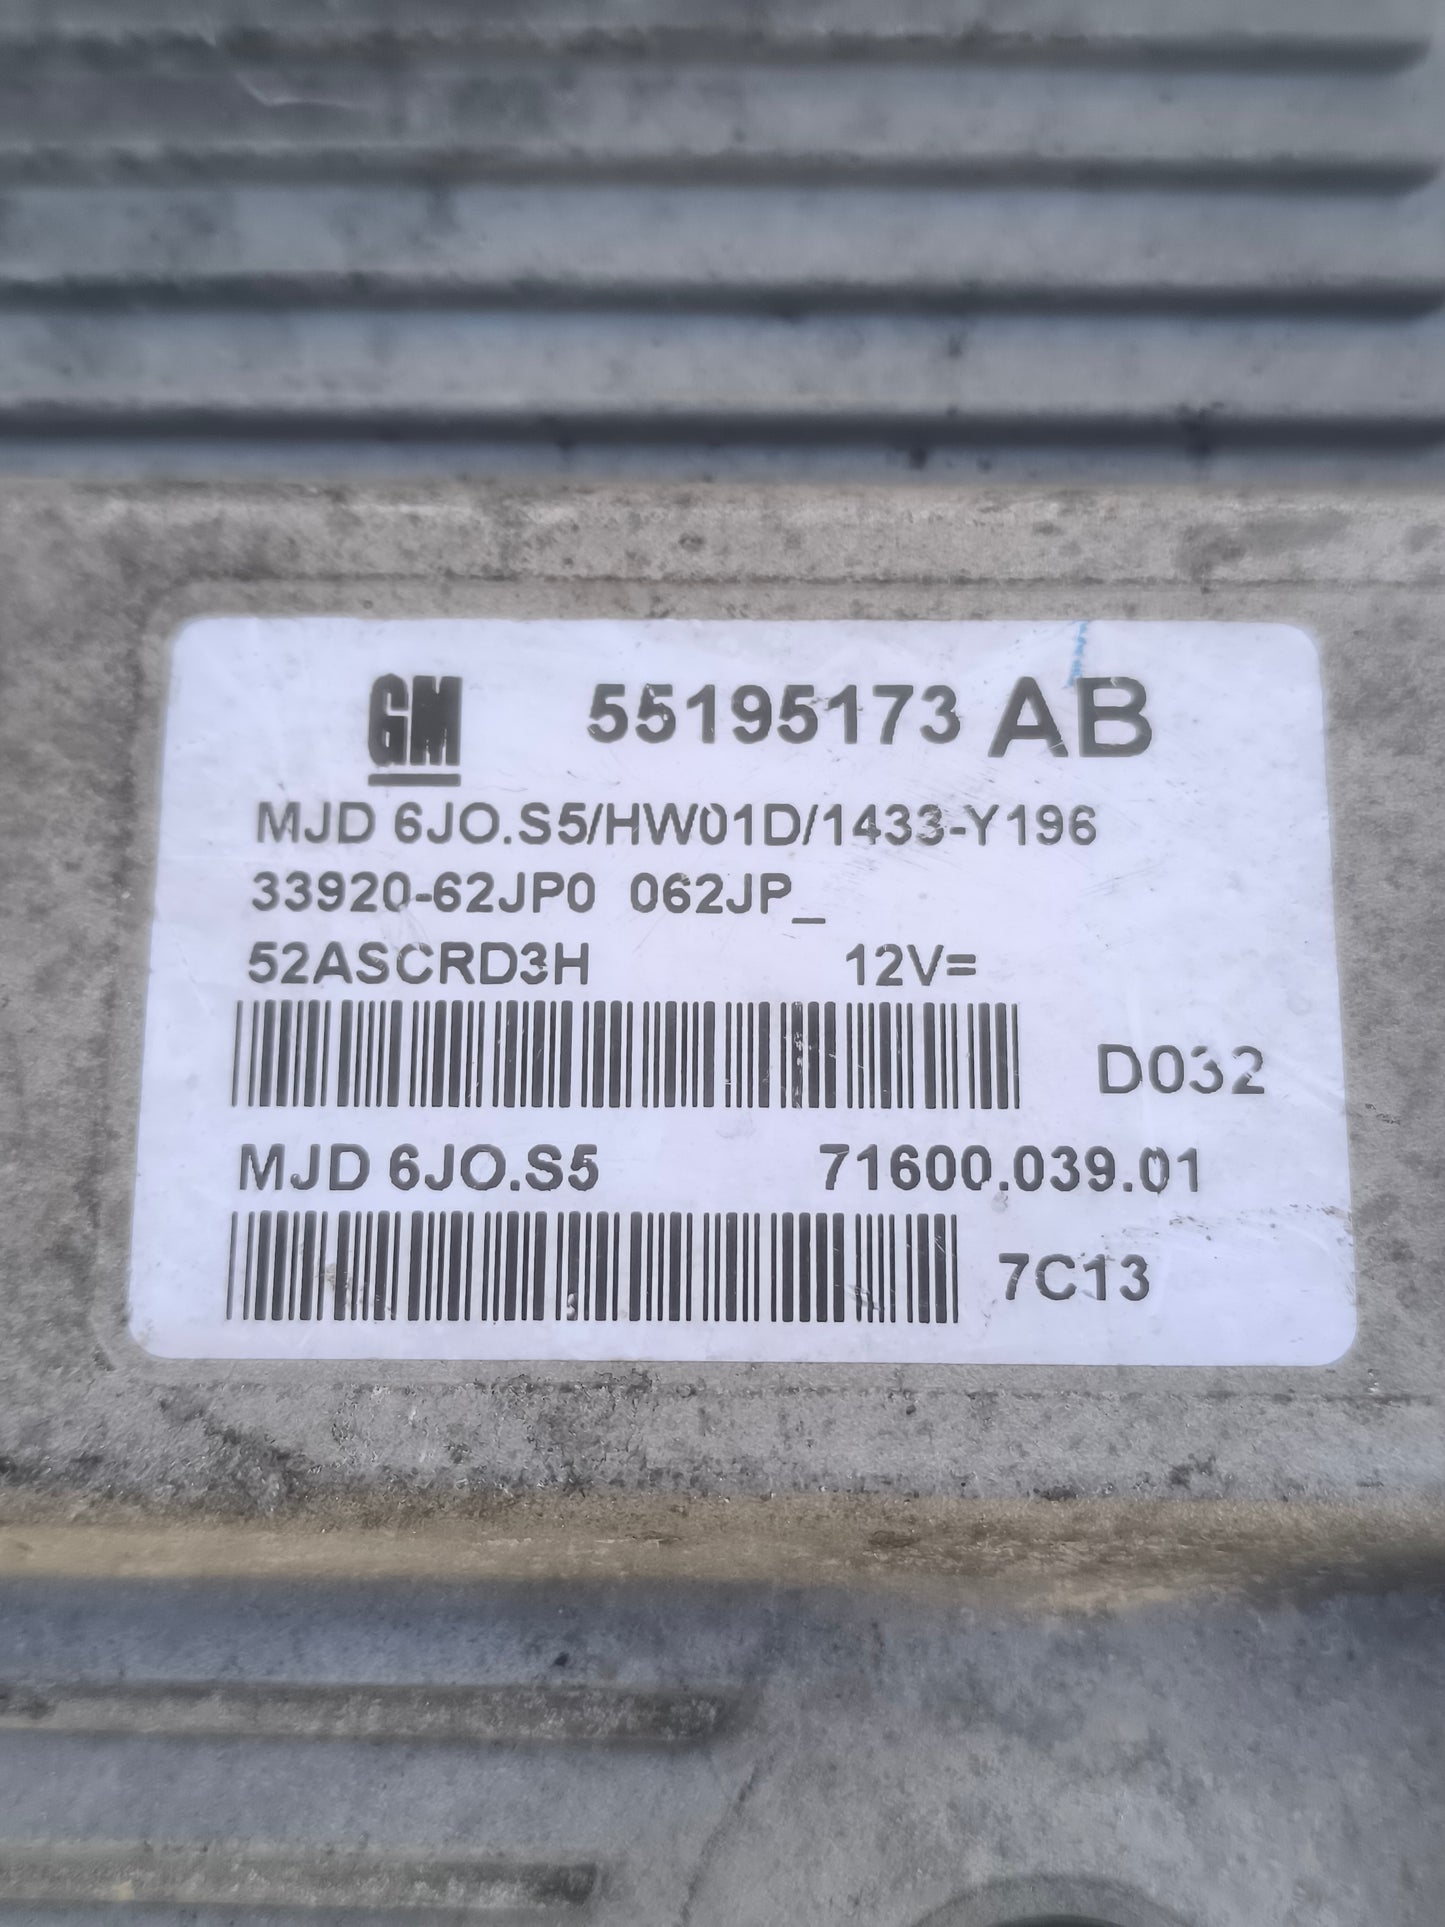 GM 55195173 AB
MJD 6JO.S5/HW01D/1433-Y196
33920-62JP0 062JP_
52ASCRD3H 12V=
D032
MJD 6JO.S5 71600.039.01
7C13